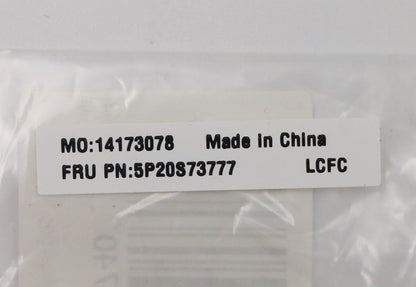 MO:14173078 Made in China
FRU PN:5P20S73777 LCFC